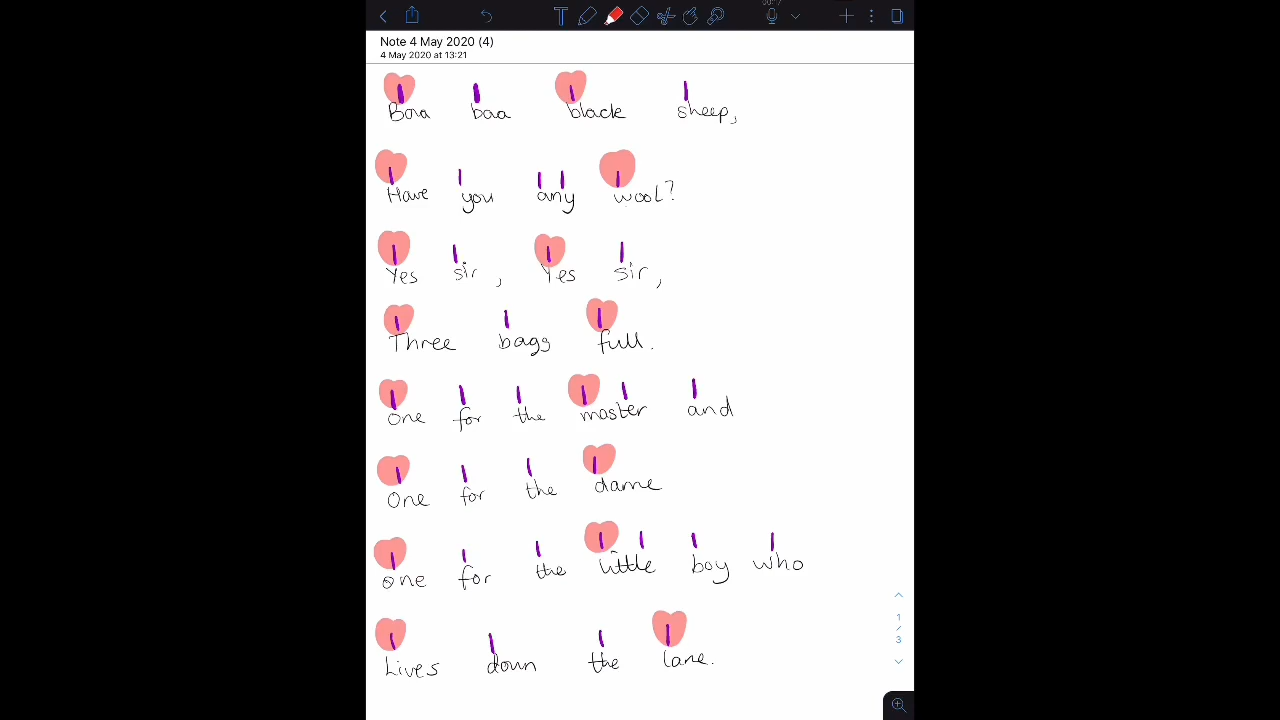 Note 4 May 2020 (4)
4 May 2020 at 13:21
Baa baa black sheep,
Have you any wool?
Yes sir, Yes sir,
Three bags full.
One for the master and
One for the dame
One for the little boy who
Lives down the lane.
1
/
3